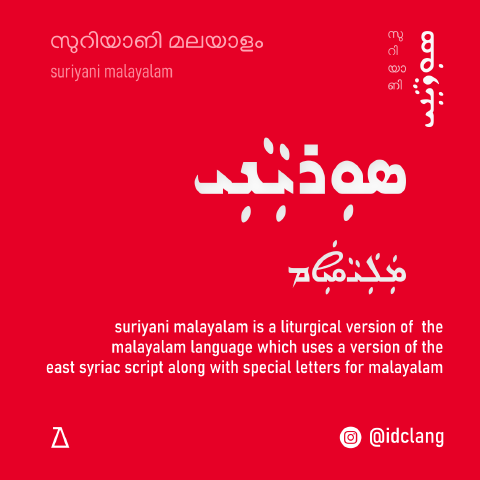 സുറിയാണി മലയാളം
suriyani malayalam
സു
റി
യാ
ണി
suriyani malayalam is a liturgical version of the
malayalam language which uses a version of the
east syriac script along with special letters for malayalam
@idclang